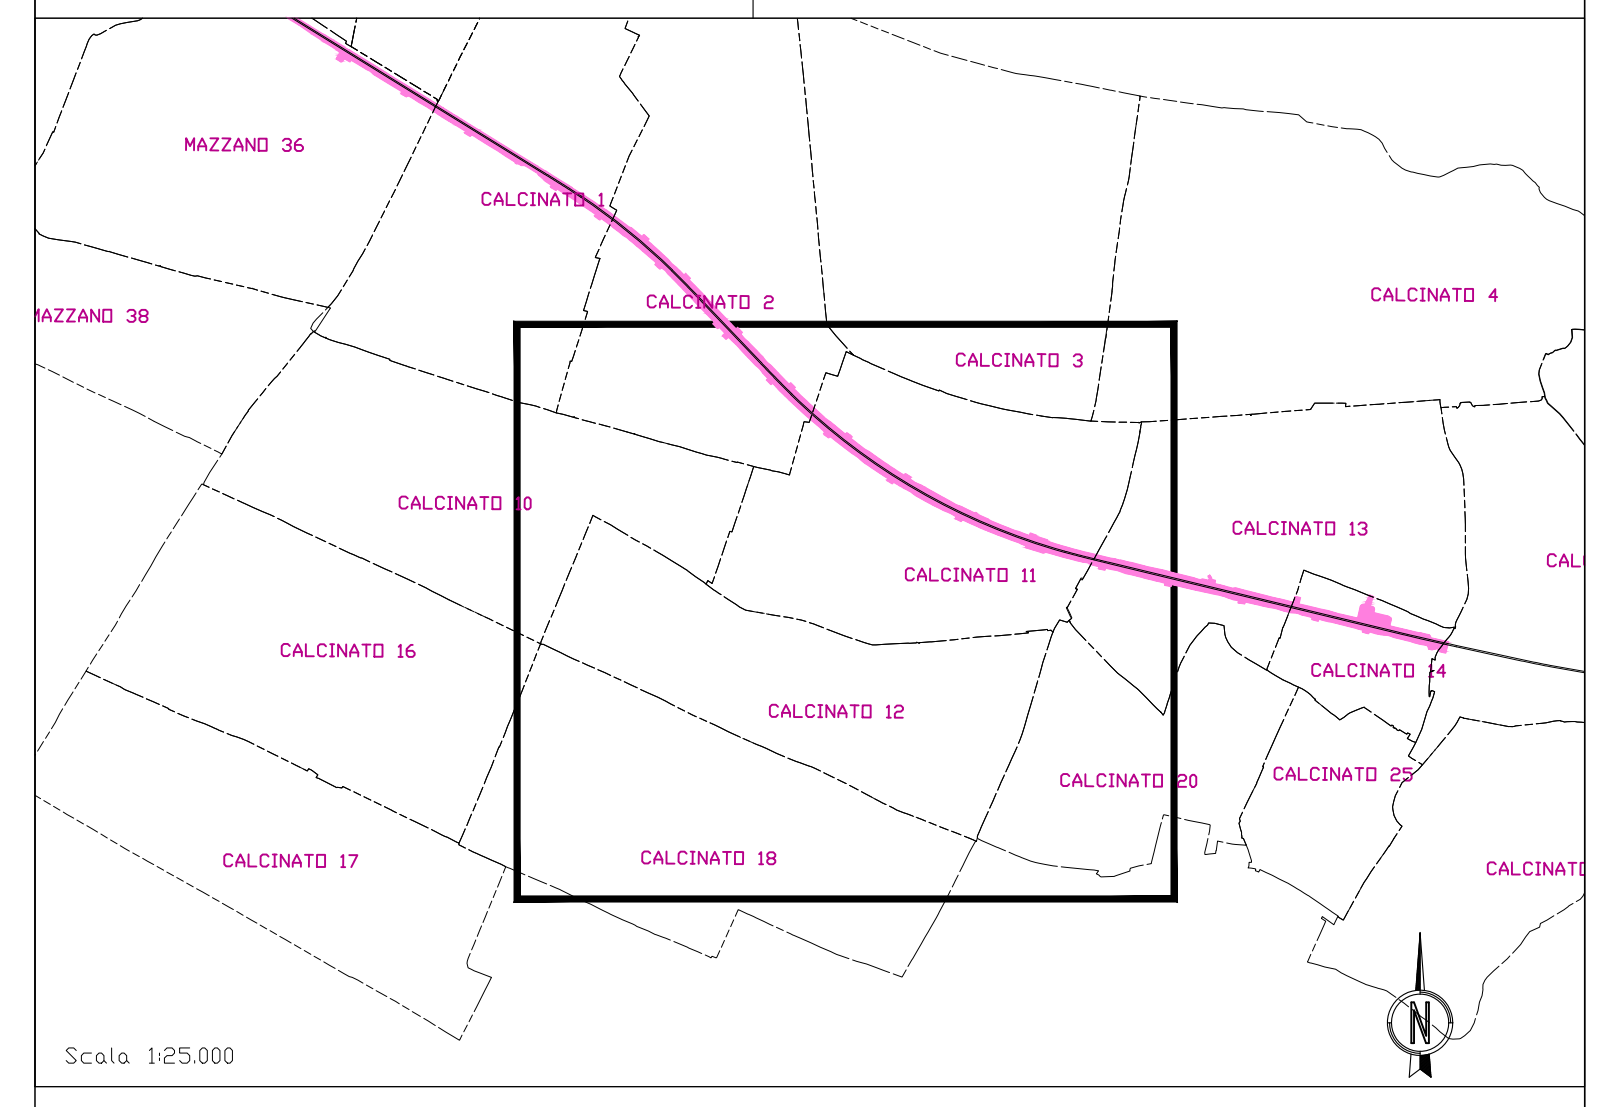 MAZZANO 36
CALCINATO 1
CALCINATO 4
CALCINATO 2
MAZZANO 38
CALCINATO 3
CALCINATO 10
CALCINATO 13
CALCINATO 11
CALCINATO 16
CALCINATO 14
CALCINATO 12
CALCINATO 25
CALCINATO 20
CALCINATO 18
CALCINATO 17
CALCINATO
N
Scala 1:25.000